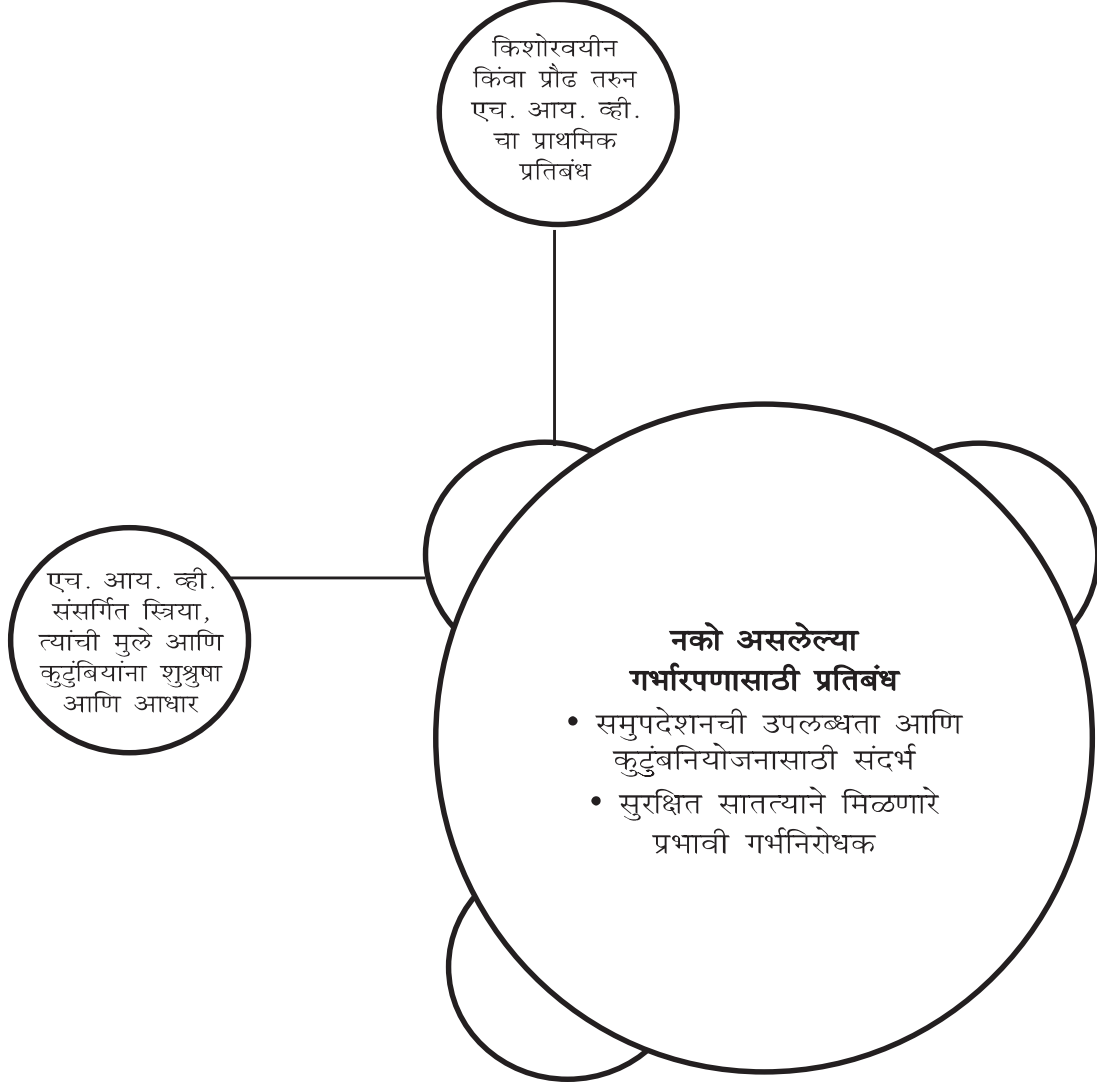 किशोरवयीन
किंवा प्रौढ तरुन
एच. आय. व्ही.
चा प्राथमिक
प्रतिबंध
एच. आय. व्ही.
संसर्गित स्त्रिया,
त्यांची मुले आणि
कुटुंबियांना शुश्रुषा
आणि आधार
नको असलेल्या
गर्भारपणासाठी प्रतिबंध
• समुपदेशनची उपलब्धता आणि
कुटुंबनियोजनासाठी संदर्भ
• सुरक्षित सातत्याने मिळणारे
प्रभावी गर्भनिरोधक